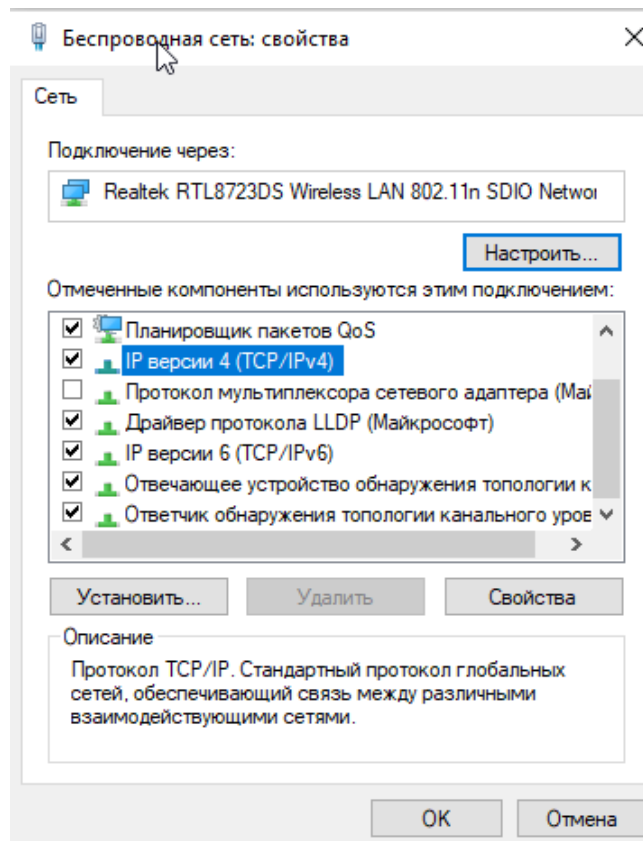 Беспроводная сеть: свойства
Сеть
Подключение через:
Realtek RTL8723DS Wireless LAN 802.11n SDIO Networ
Настроить...
Отмеченные компоненты используются этим подключением:
Планировщик пакетов QoS
IP версии 4 (TCP/IPv4)
Протокол мультиплексора сетевого адаптера (Май
Драйвер протокола LLDP (Майкрософт)
IP версии 6 (TCP/IPv6)
Отвечающее устройство обнаружения топологии к
Ответчик обнаружения топологии канального уров
Установить...
Удалить
Свойства
Описание
Протокол TCP/IP. Стандартный протокол глобальных
сетей, обеспечивающий связь между различными
взаимодействующими сетями.
OK
Отмена